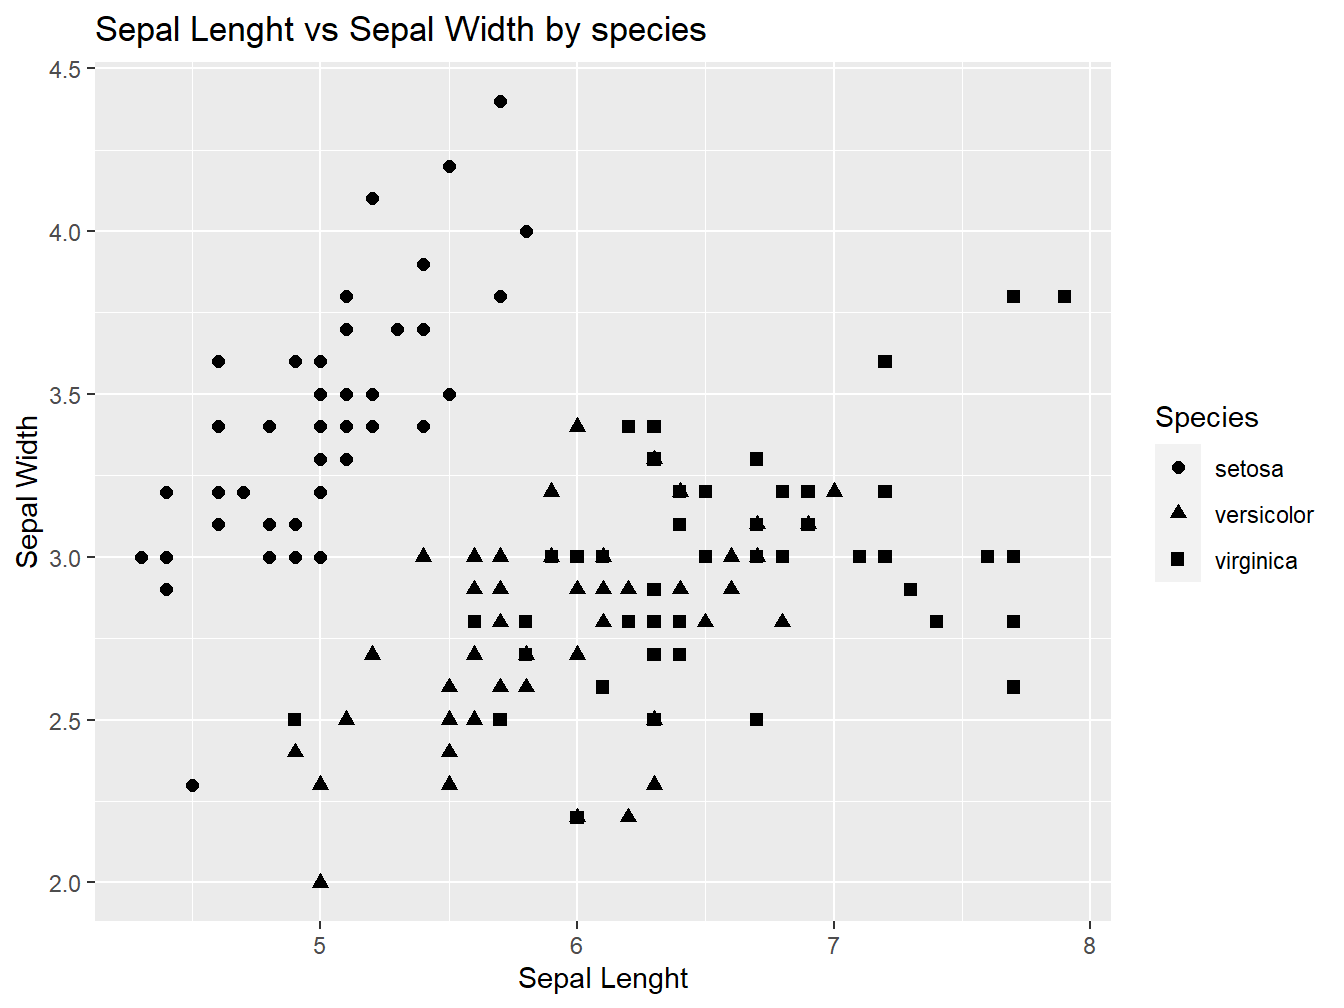 Sepal Lenght vs Sepal Width by species
4.5
4.0
3.5
3.0
2.5
2.0
Sepal Width
5 6 7 8
Sepal Lenght
Species
setosa
versicolor
virginica